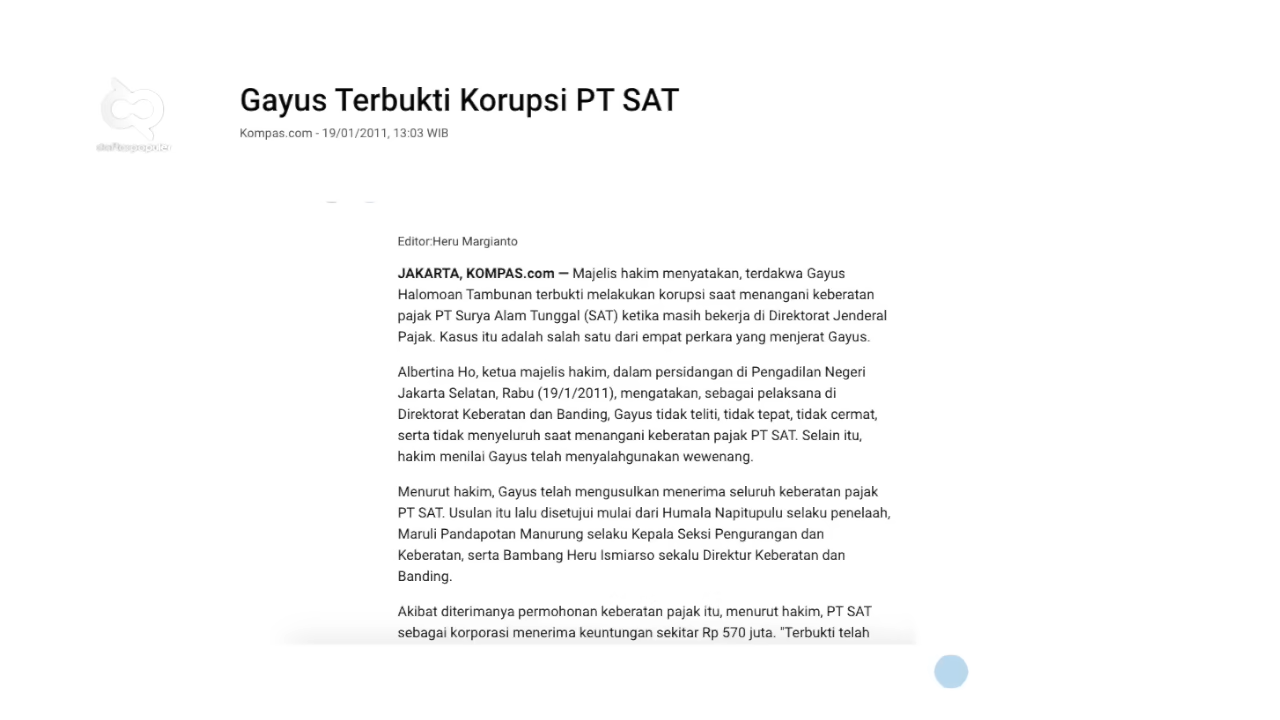 Gayus Terbukti Korupsi PT SAT
Kompas.com - 19/01/2011, 13:03 WIB
Editor:Heru Margianto
JAKARTA, KOMPAS.com — Majelis hakim menyatakan, terdakwa Gayus
Halomoan Tambunan terbukti melakukan korupsi saat menangani keberatan
pajak PT Surya Alam Tunggal (SAT) ketika masih bekerja di Direktorat Jenderal
Pajak. Kasus itu adalah salah satu dari empat perkara yang menjerat Gayus.
Albertina Ho, ketua majelis hakim, dalam persidangan di Pengadilan Negeri
Jakarta Selatan, Rabu (19/1/2011), mengatakan, sebagai pelaksana di
Direktorat Keberatan dan Banding, Gayus tidak teliti, tidak tepat, tidak cermat,
serta tidak menyeluruh saat menangani keberatan pajak PT SAT. Selain itu,
hakim menilai Gayus telah menyalahgunakan wewenang.
Menurut hakim, Gayus telah mengusulkan menerima seluruh keberatan pajak
PT SAT. Usulan itu lalu disetujui mulai dari Humala Napitupulu selaku penelaah,
Maruli Pandapotan Manurung selaku Kepala Seksi Pengurangan dan
Keberatan, serta Bambang Heru Ismiarso sekalu Direktur Keberatan dan
Banding.
Akibat diterimanya permohonan keberatan pajak itu, menurut hakim, PT SAT
sebagai korporasi menerima keuntungan sekitar Rp 570 juta. "Terbukti telah